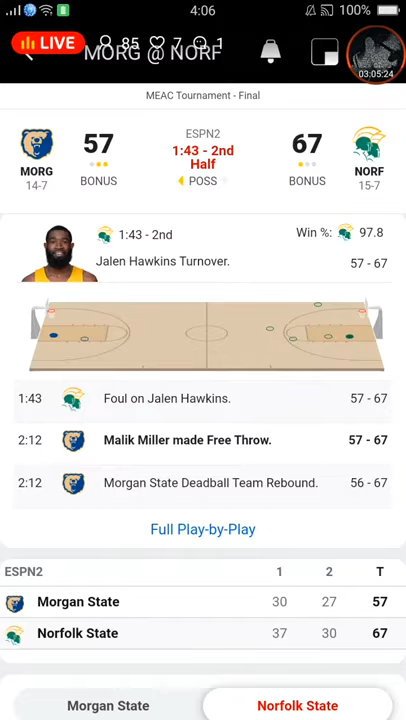 4:06
100%
LIVE 85 7 1
MORG @ NORF
03:05:24
MEAC Tournament - Final
57 ESPN2 67
1:43 - 2nd
Half
MORG NORF
14-7 BONUS POSS BONUS 15-7
1:43 - 2nd Win %: 97.8
Jalen Hawkins Turnover. 57 - 67
1:43 Foul on Jalen Hawkins. 57 - 67
2:12 Malik Miller made Free Throw. 57 - 67
2:12 Morgan State Deadball Team Rebound. 56 - 67
Full Play-by-Play
ESPN2 1 2 T
Morgan State 30 27 57
Norfolk State 37 30 67
Morgan State Norfolk State